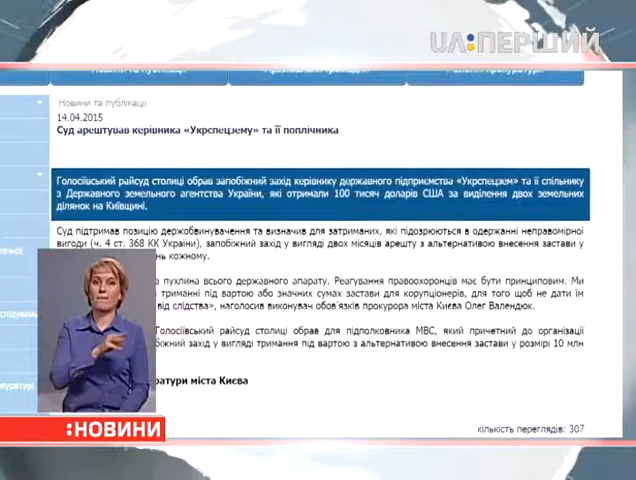 UA:ПЕРШИЙ
Новини та публікації
Новини та публікації
14.04.2015
Суд арештував керівника «Укрспецзему» та її поплічника
Голосіївський райсуд столиці обрав запобіжний захід керівнику державного підприємства «Укрспецзем» та її спільнику
з Державного земельного агентства України, які отримали 100 тисяч доларів США за виділення двох земельних
ділянок на Київщині.
Суд підтримав позицію держобвинувачення та визначив для затриманих, які підозрюються в одержанні неправомірної
вигоди (ч. 4 ст. 368 КК України), запобіжний захід у вигляді двох місяців арешту з альтернативою внесення застави у
кожному.
пухлина всього державного апарату. Реагування правоохоронців має бути принциповим. Ми
триманні під вартою або значних сумах застави для корупціонерів, для того щоб не дати їм
від слідства», наголосив виконувач обов'язків прокурора міста Києва Олег Валендюк.
Голосіївський райсуд столиці обрав для підполковника МВС, який причетний до організації
захід у вигляді тримання під вартою з альтернативою внесення застави у розмірі 10 млн
міста Києва
:НОВИНИ
кількість переглядів: 307